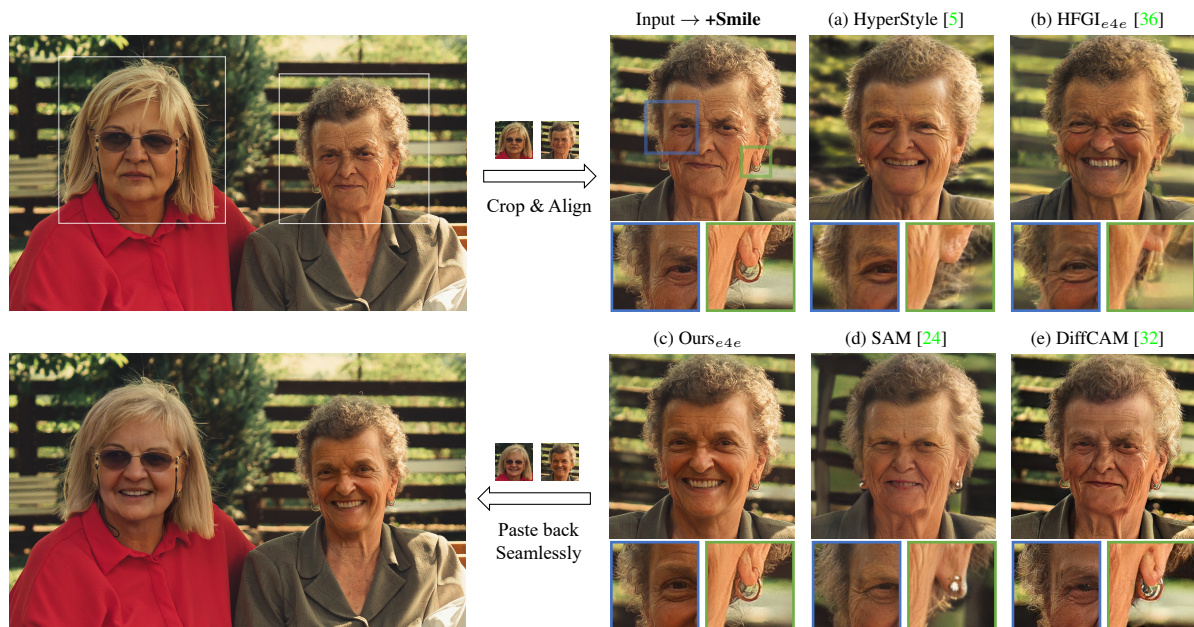 Input → +Smile
(a) HyperStyle [5]
(b) HFGI_{e4e} [36]
Crop & Align
(c) Ours_{e4e}
(d) SAM [24]
(e) DiffCAM [32]
Paste back
Seamlessly